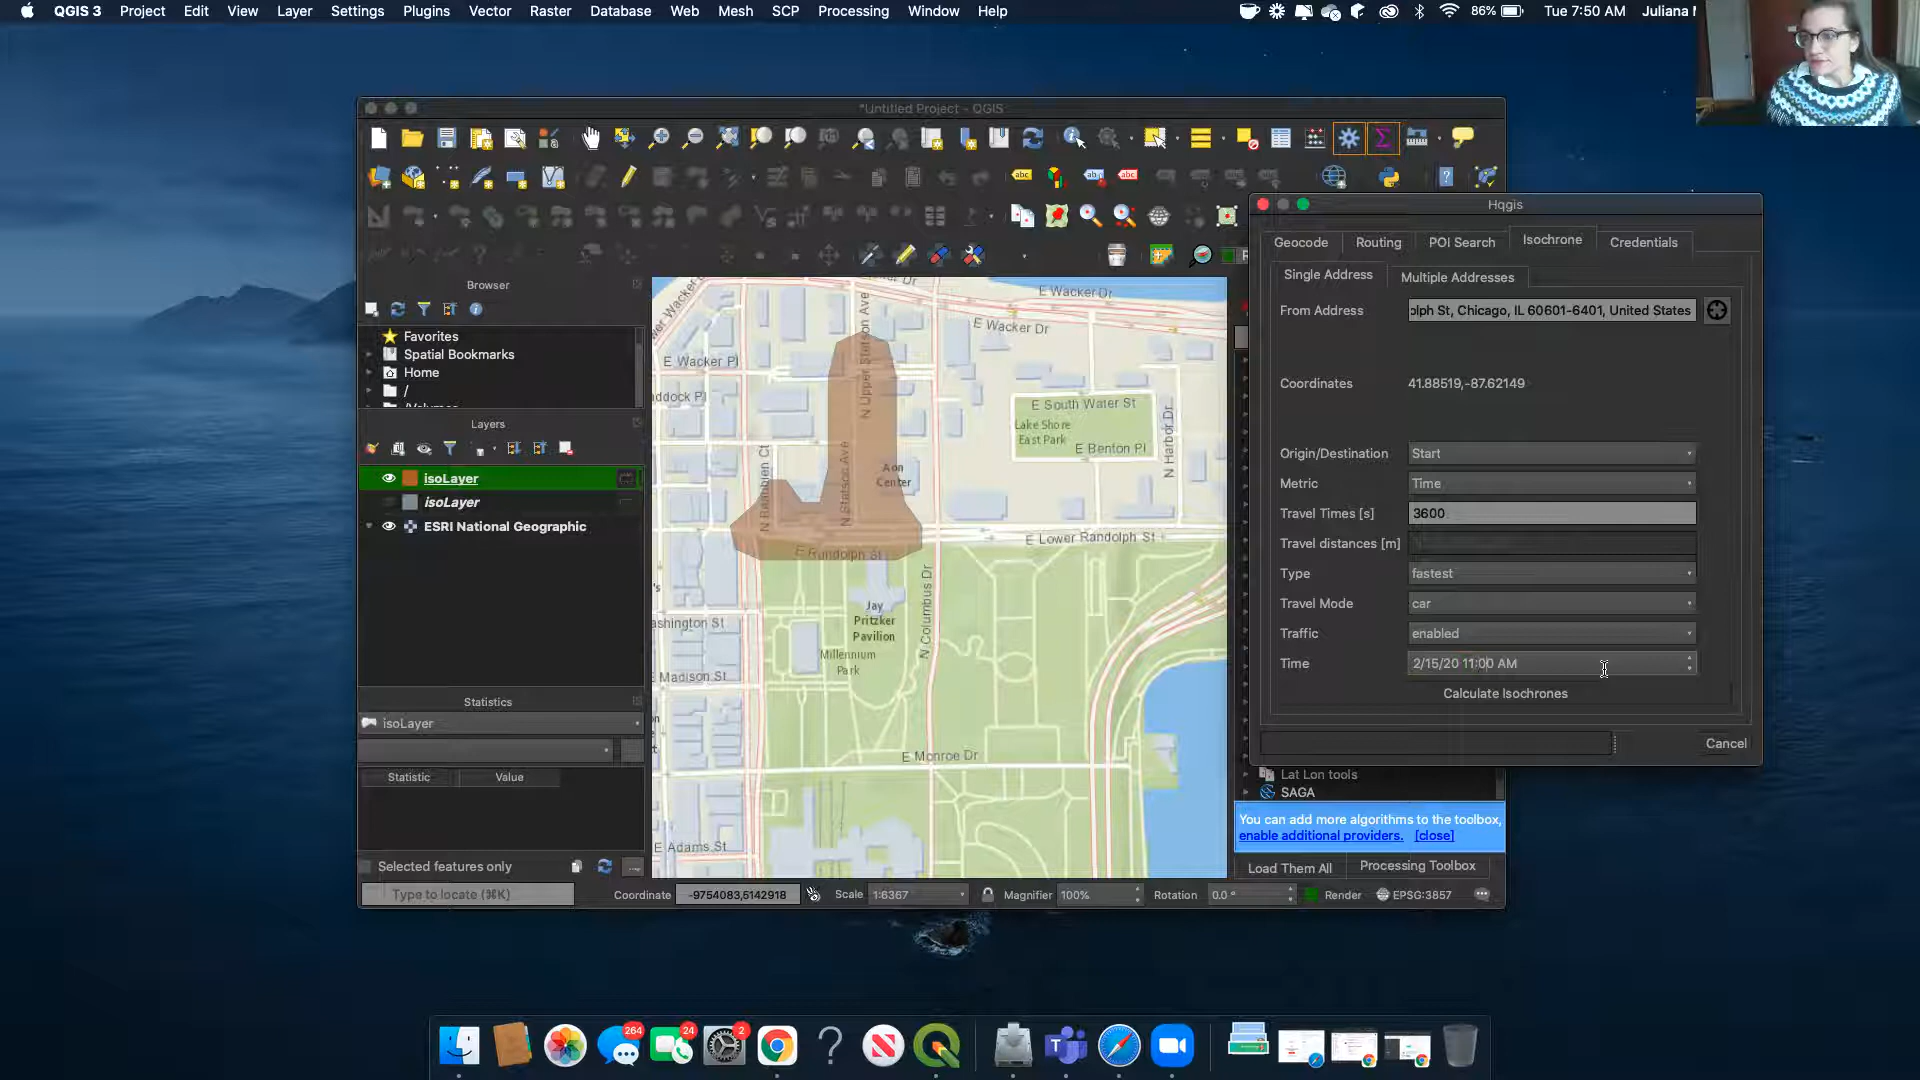 QGIS 3 Project Edit View Layer Settings Plugins Vector Raster Database Web Mesh SCP Processing Window Help
86% Tue 7:50 AM Juliana
*Untitled Project - QGIS
abc
abc
Hqgis
Geocode Routing POI Search Isochrone Credentials
Single Address Multiple Addresses
From Address olph St, Chicago, IL 60601-6401, United States
Coordinates 41.88519,-87.62149
Origin/Destination Start
Metric Time
Travel Times [s] 3600
Travel distances [m]
Type fastest
Travel Mode car
Traffic enabled
Time 2/15/20 11:00 AM
Calculate Isochrones
Cancel
Browser
Favorites
Spatial Bookmarks
Home
/
Layers
isoLayer
isoLayer
ESRI National Geographic
Statistics
isoLayer
Statistic Value
Selected features only
E Wacker Dr
E Wacker Dr
E Wacker Pl
addock Pl
N Upper Stetson Ave
E South Water St
Lake Shore
East Park
E Benton Pl
N Harbor Dr
N Stetson Ave
Aon
Center
E Randolph St
E Lower Randolph St
Jay
Pritzker
Pavilion
Millennium
Park
N Columbus Dr
ashington St
E Madison St
E Monroe Dr
E Adams St
Lat Lon tools
SAGA
You can add more algorithms to the toolbox,
enable additional providers. [close]
Load Them All Processing Toolbox
Type to locate (⌘K) Coordinate -9754083,5142918 Scale 1:6367 Magnifier 100% Rotation 0.0 ° Render EPSG:3857
264 24 2